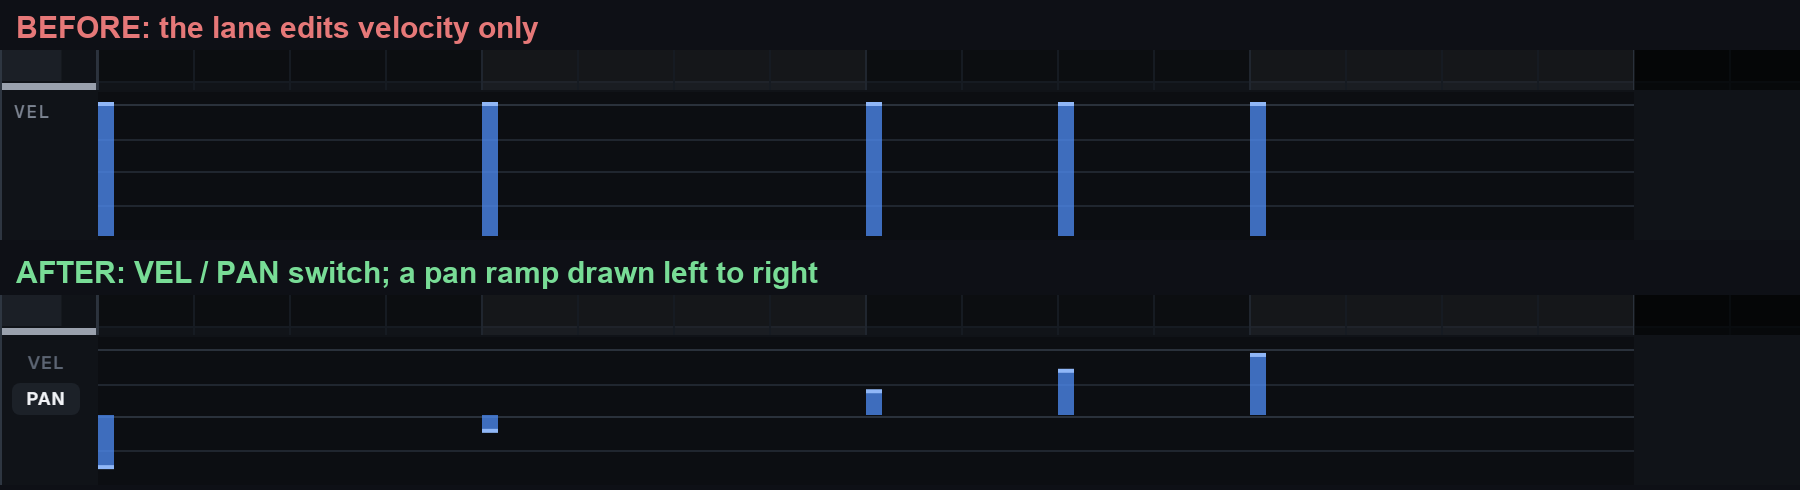 BEFORE: the lane edits velocity only
VEL
AFTER: VEL / PAN switch; a pan ramp drawn left to right
VEL
PAN